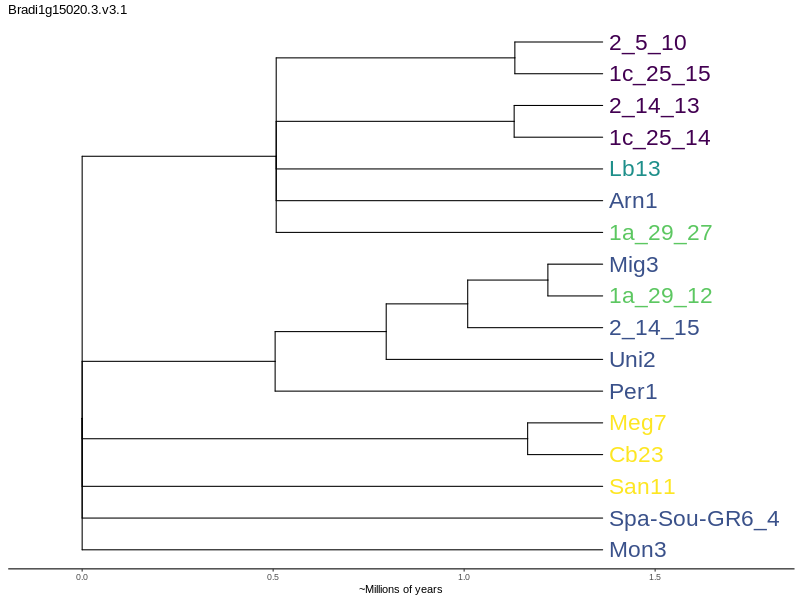 Bradi1g15020.3.v3.1
2_5_10
1c_25_15
2_14_13
1c_25_14
Lb13
Arn1
1a_29_27
Mig3
1a_29_12
2_14_15
Uni2
Per1
Meg7
Cb23
San11
Spa-Sou-GR6_4
Mon3
0.0 0.5 1.0 1.5
~Millions of years